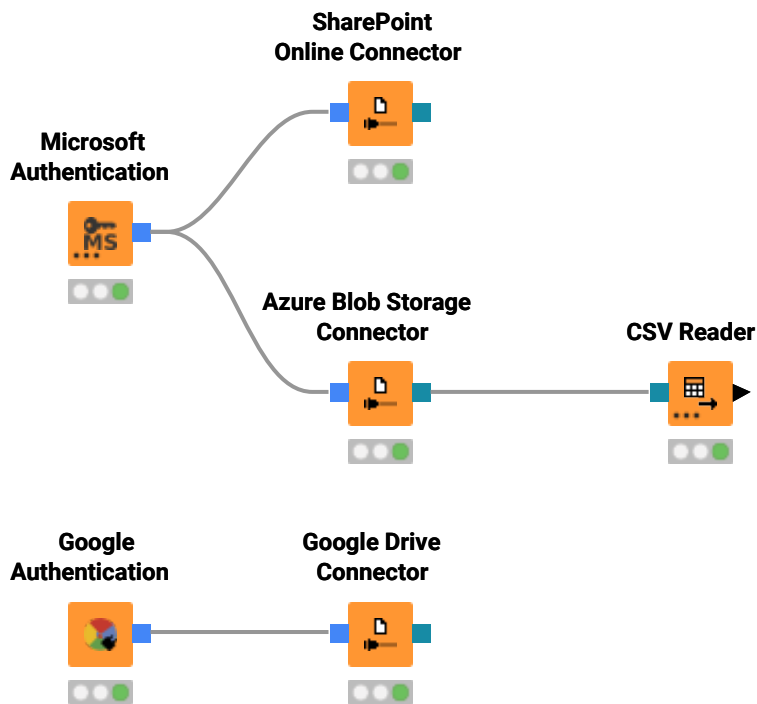 SharePoint
Online Connector
Microsoft
Authentication
MS
Azure Blob Storage
Connector
CSV Reader
Google
Authentication
Google Drive
Connector